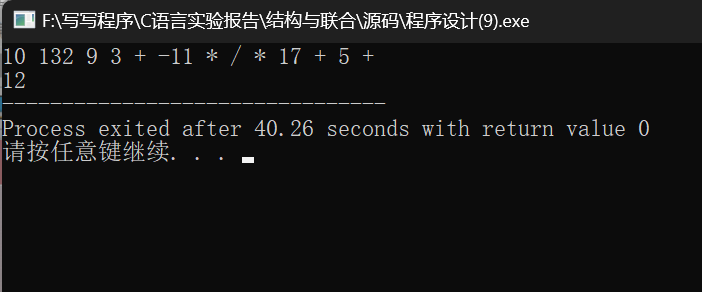 F:\写写程序\C语言实验报告\结构与联合\源码\程序设计(9).exe
10 132 9 3 + -11 * / * 17 + 5 +
12
--------------------------------
Process exited after 40.26 seconds with return value 0
请按任意键继续. . .